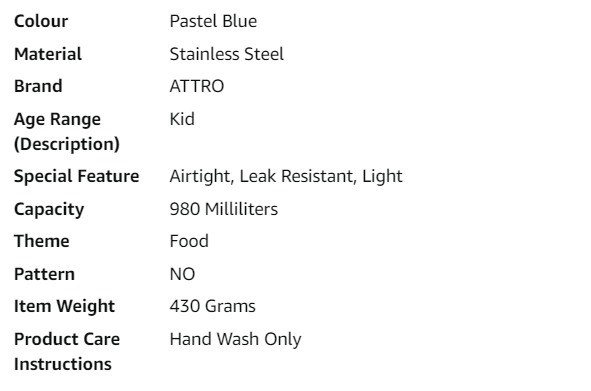 Colour Pastel Blue
Material Stainless Steel
Brand ATTRO
Age Range Kid
(Description)
Special Feature Airtight, Leak Resistant, Light
Capacity 980 Milliliters
Theme Food
Pattern NO
Item Weight 430 Grams
Product Care Hand Wash Only
Instructions